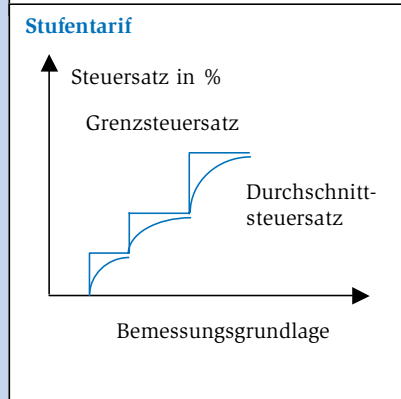 Stufentarif
Steuersatz in %
Grenzsteuersatz
Durchschnitt-
steuersatz
Bemessungsgrundlage